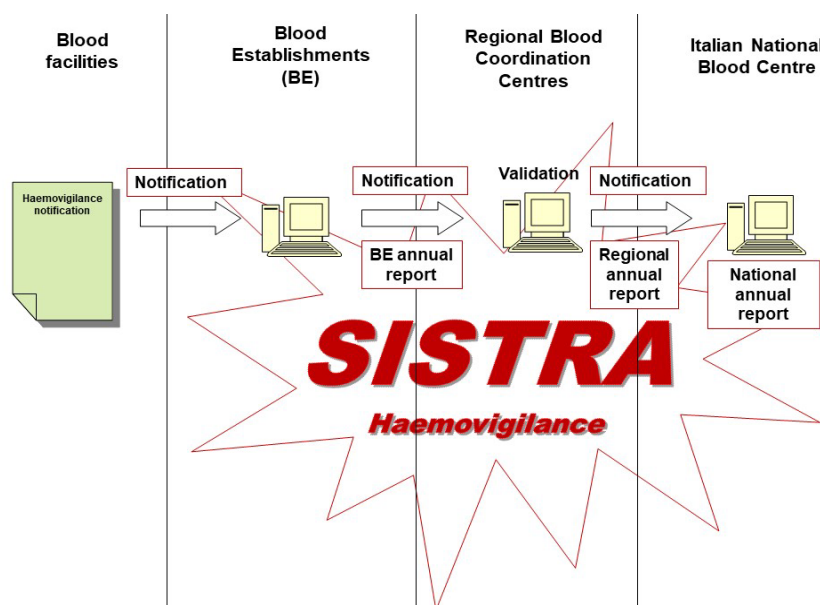 Blood
facilities
Blood
Establishments
(BE)
Regional Blood
Coordination
Centres
Italian National
Blood Centre
Haemovigilance
notification
Notification
Notification
BE annual
report
Validation
Notification
Regional
annual
report
National
annual
report
SISTRA
Haemovigilance